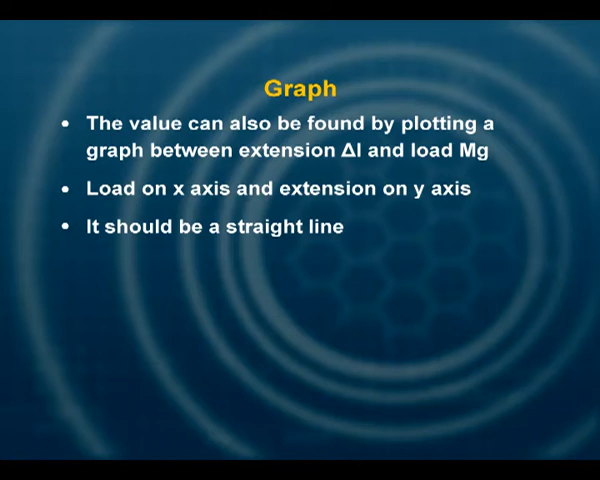 Graph
• The value can also be found by plotting a
graph between extension Δl and load Mg
• Load on x axis and extension on y axis
• It should be a straight line